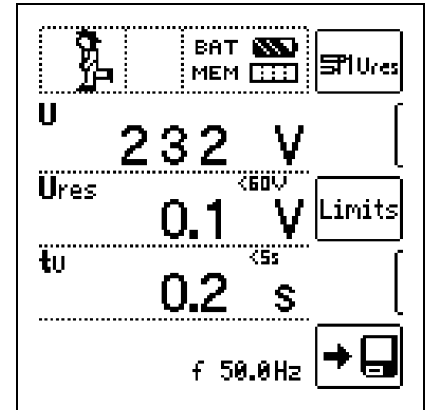 BAT
MEM
Ures
U
232 V
Ures <60V
0.1 V
Limits
tU <5s
0.2 s
f 50.0Hz